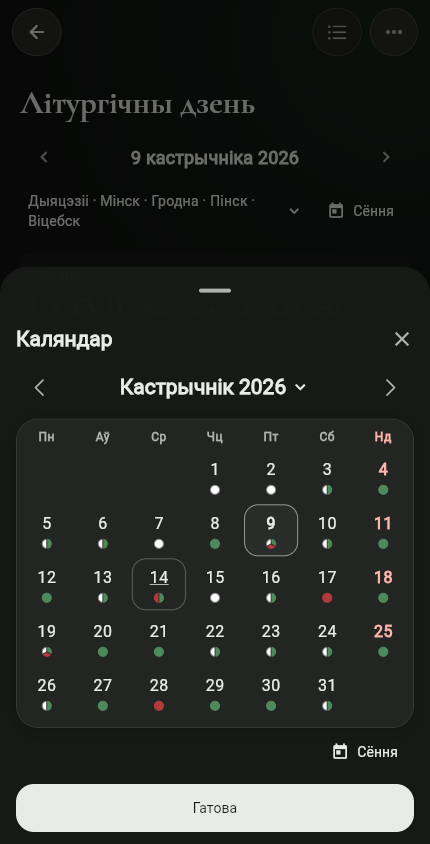 Літургічны дзень
9 кастрычніка 2026
Дыяцэзіі · Мінск · Гродна · Пінск ·
Віцебск
Сёння
Каляндар
Кастрычнік 2026
Пн Аў Ср Чц Пт Сб Нд
1 2 3 4
5 6 7 8 9 10 11
12 13 14 15 16 17 18
19 20 21 22 23 24 25
26 27 28 29 30 31
Сёння
Гатова